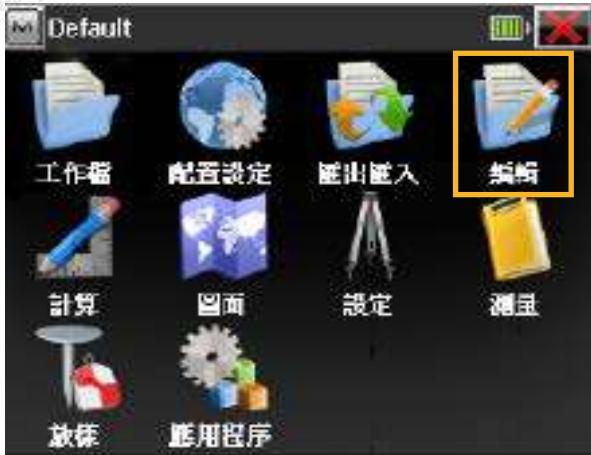 Default
工作檔 配置設定 匯出匯入 編輯
計算 圖面 設定 測量
放樣 應用程序